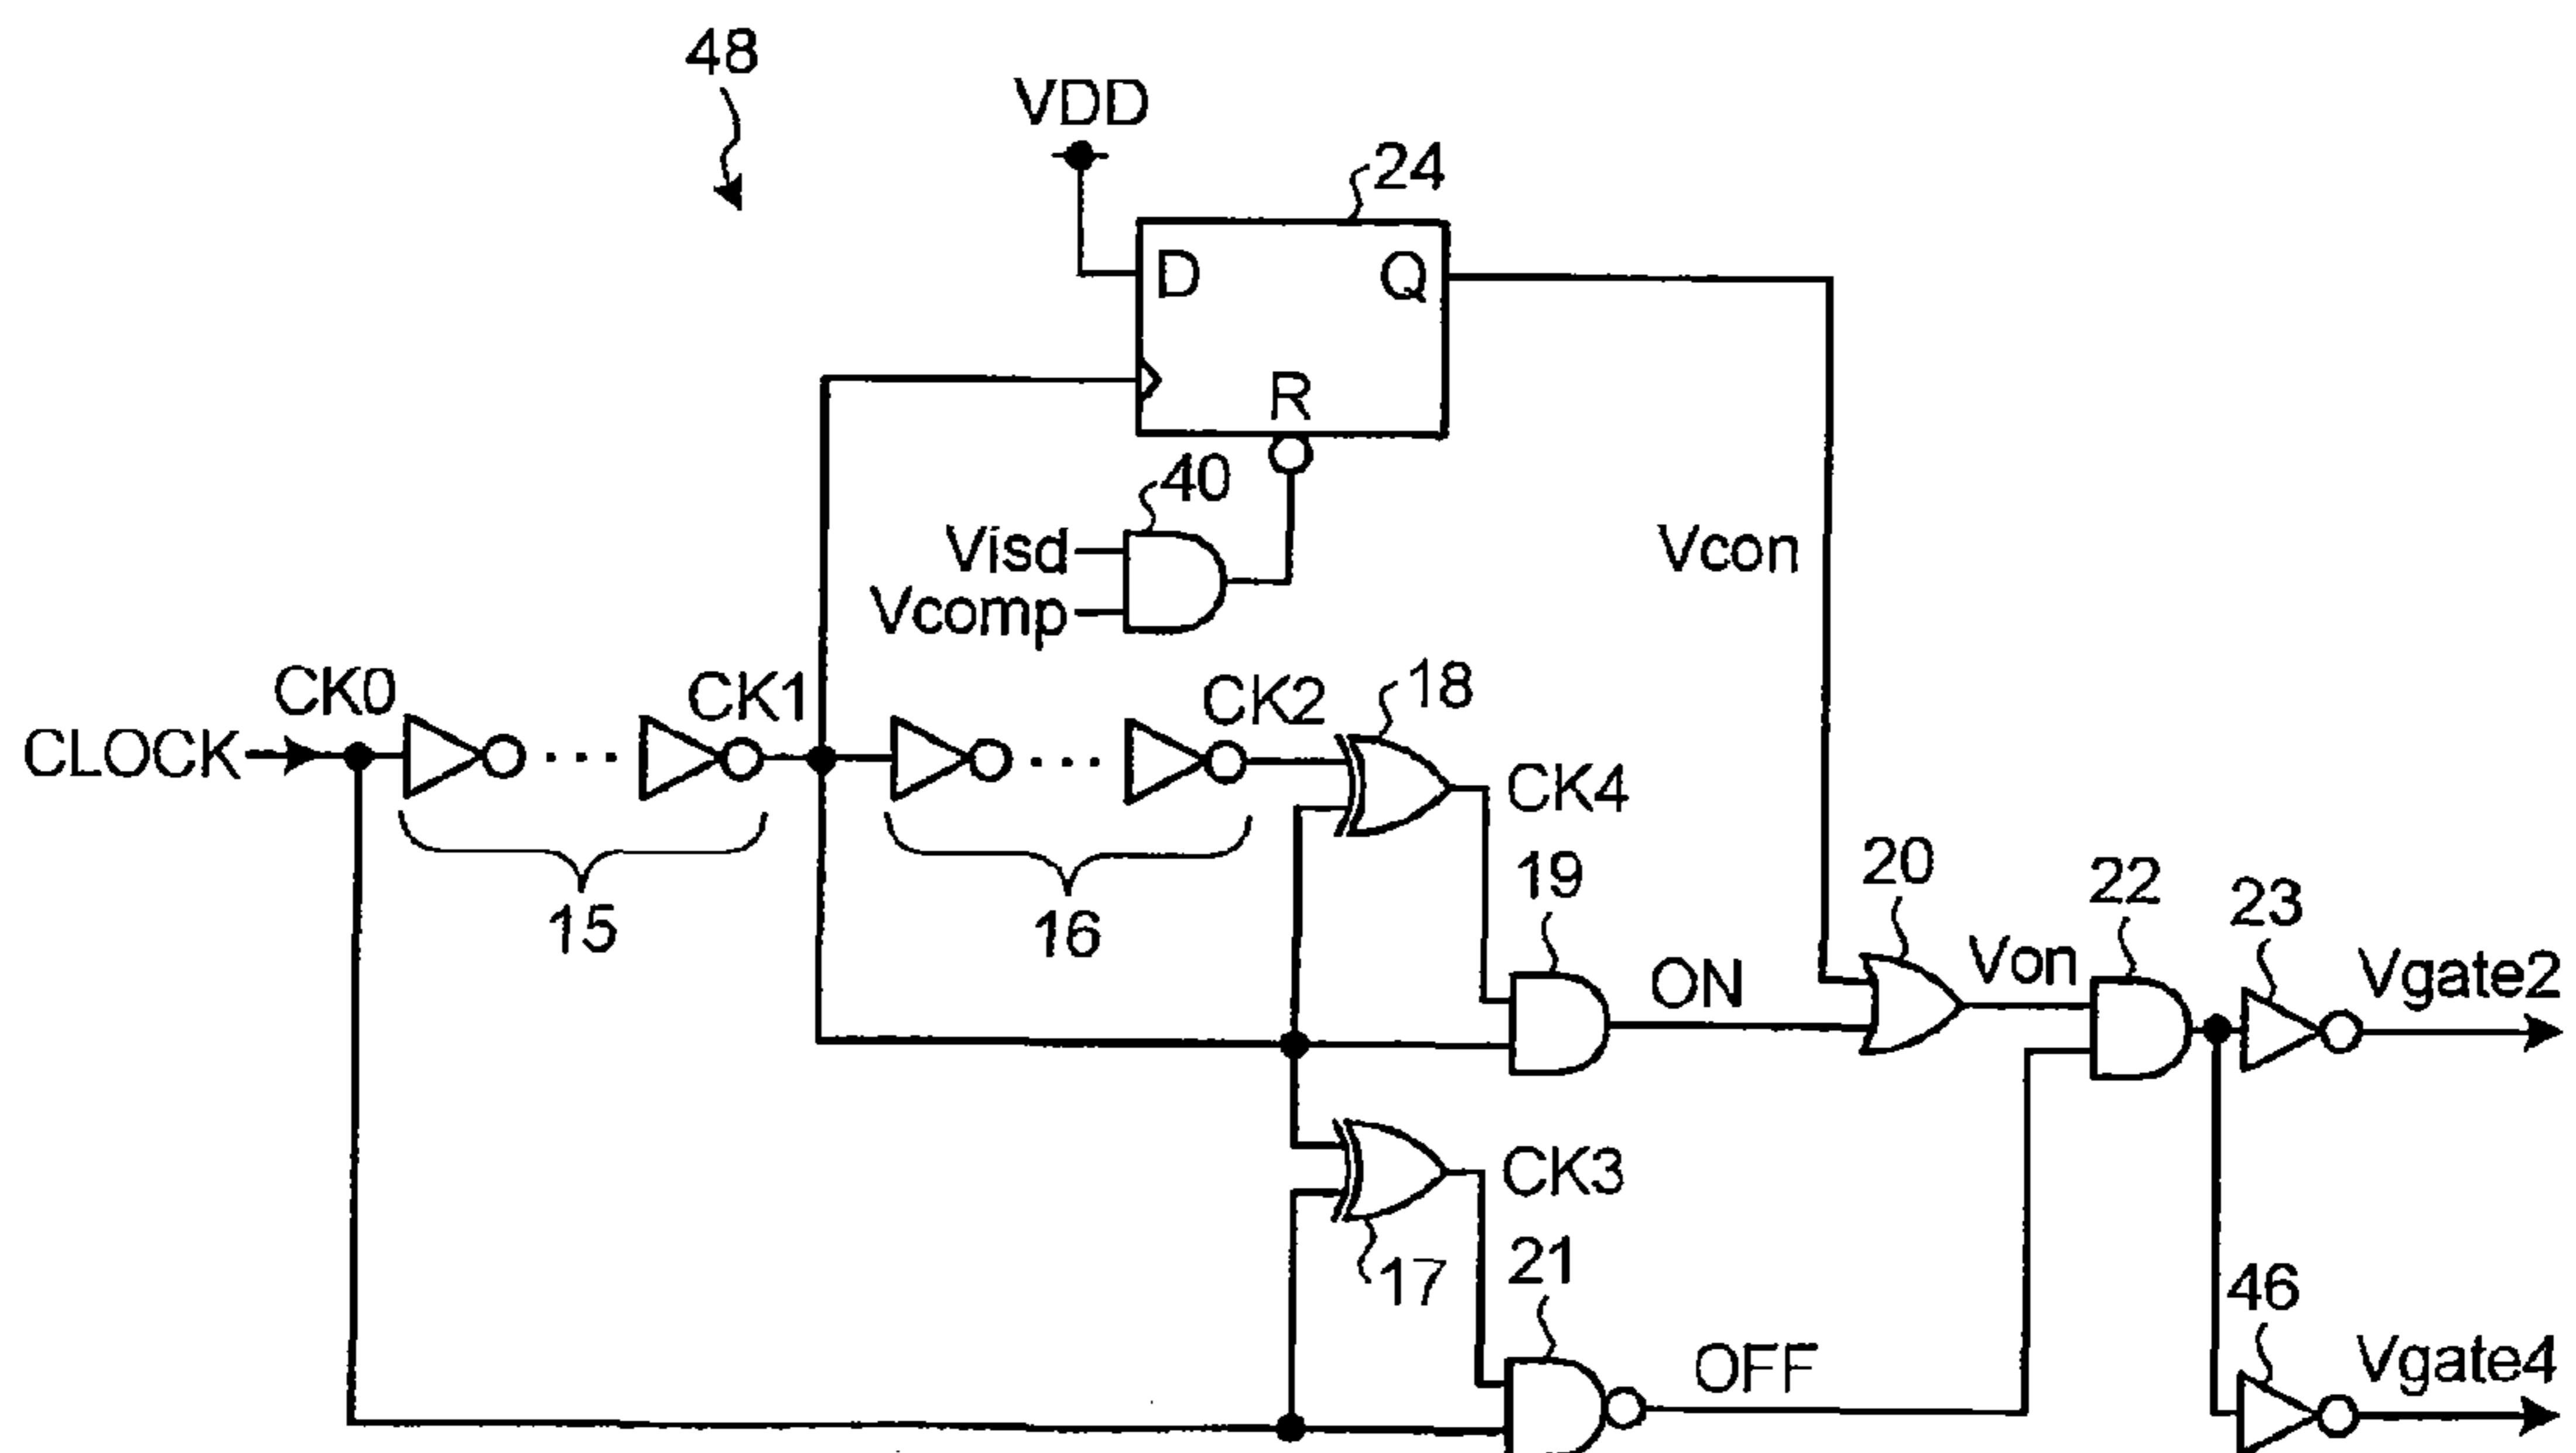 48
VDD
24
D
Q
R
40
Visd
Vcomp
Vcon
CLOCK
CK0
CK1
CK2
18
CK4
15
16
19
ON
20
Von
22
23
Vgate2
CK3
17
21
OFF
46
Vgate4